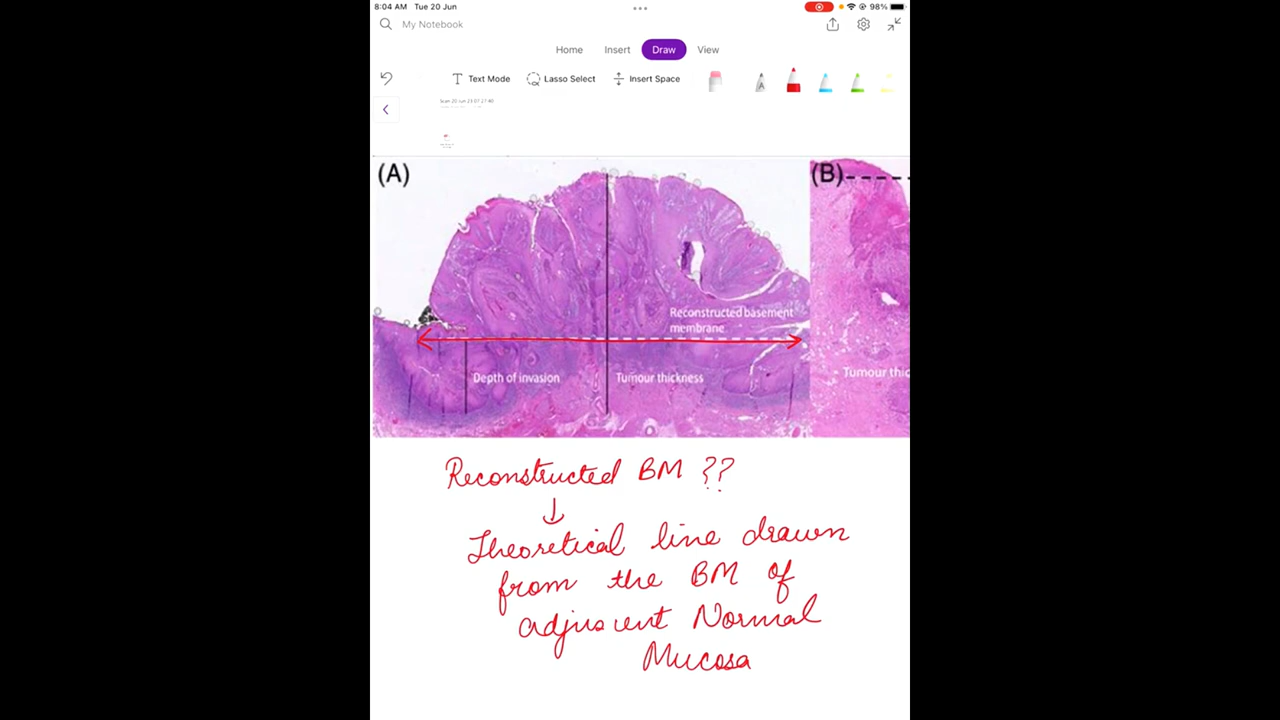 8:04 AM Tue 20 Jun
98%
My Notebook
Home Insert Draw View
Text Mode Lasso Select Insert Space
(A)
(B)
Reconstructed basement
membrane
Depth of invasion
Tumour thickness
Tumour thic
Reconstructed BM ??
Theoretical line drawn
from the BM of
adjacent Normal
Mucosa